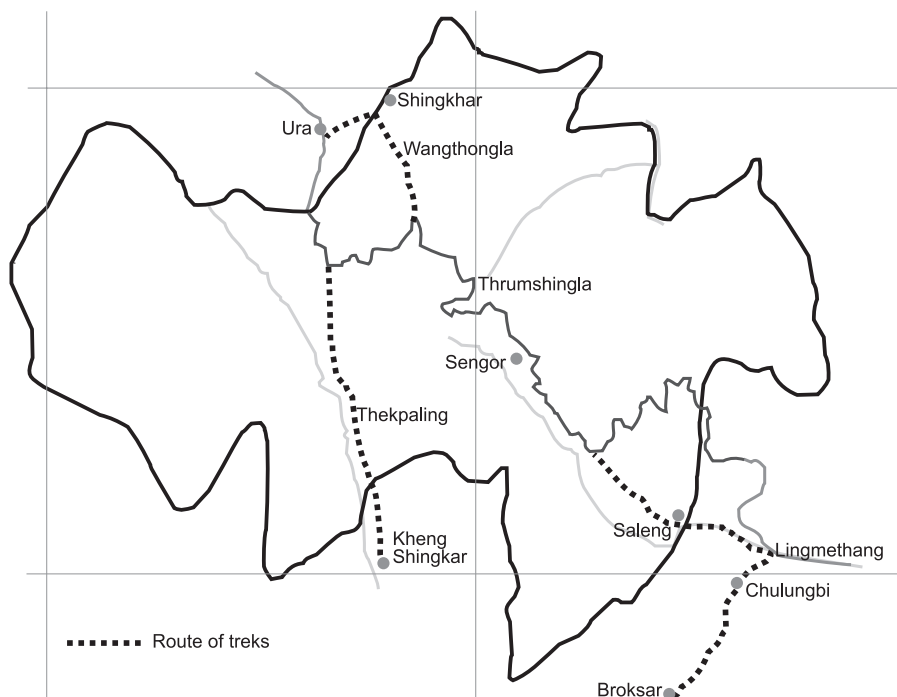 Shingkhar
Ura
Wangthongla
Thrumshingla
Sengor
Thekpaling
Saleng
Kheng
Shingkar
Lingmethang
Chulungbi
Route of treks
Broksar